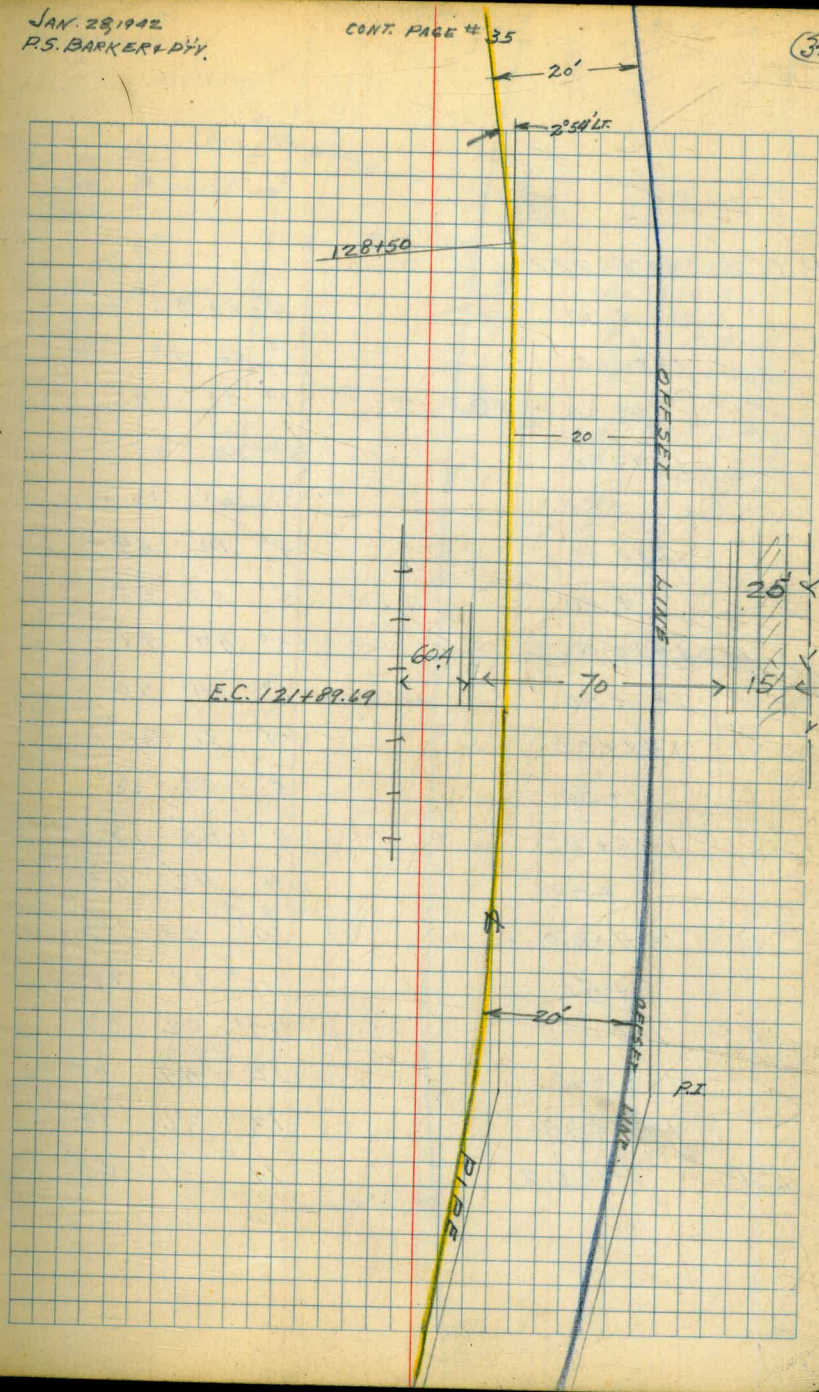 JAN. 28, 1942
P.S. BARKER & P'T'Y.
CONT. PAGE # 35
20'
2°54' LT.
128+50
OFFSET LINE
20
25'
60.4
70'
15'
E.C. 121+89.69
℄
20'
OFFSET LINE
P.I.
PIPE